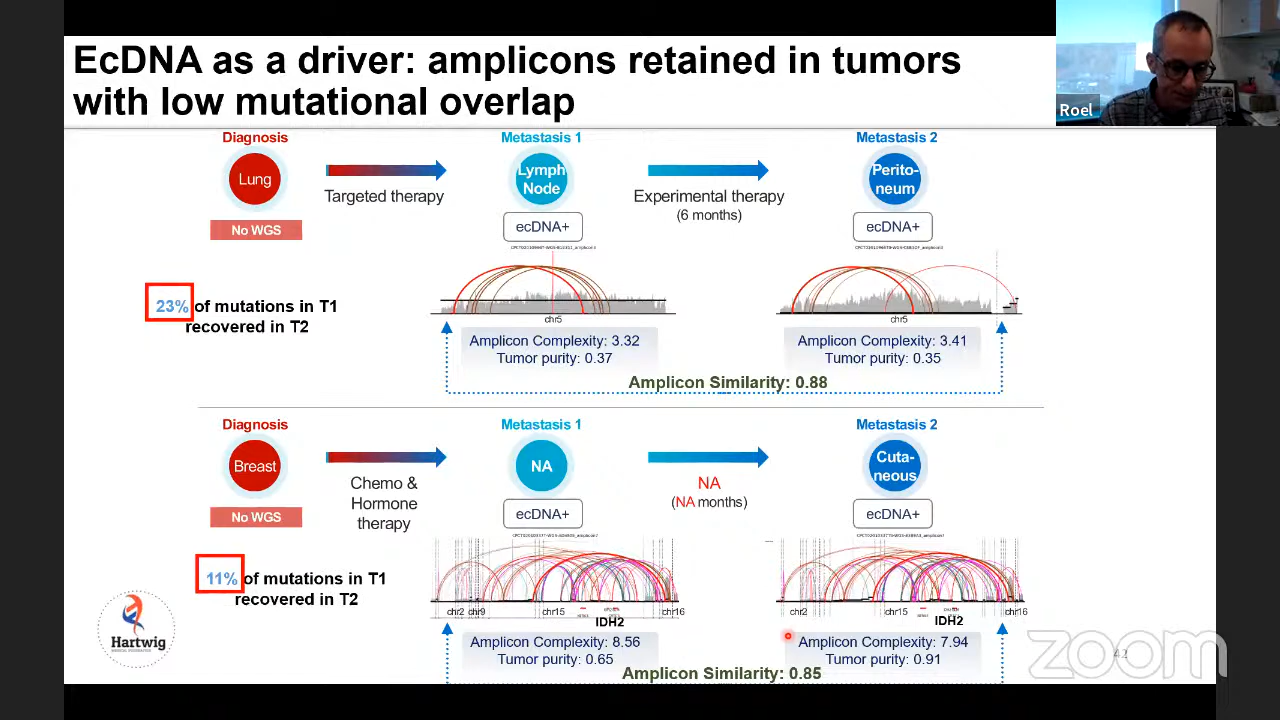 EcDNA as a driver: amplicons retained in tumors
with low mutational overlap
Roel
Diagnosis
Metastasis 1
Metastasis 2
Lung
Targeted therapy
Lymph
Node
Experimental therapy
(6 months)
Perito-
neum
No WGS
ecDNA+
ecDNA+
23% of mutations in T1
recovered in T2
chr5
chr5
Amplicon Complexity: 3.32
Tumor purity: 0.37
Amplicon Complexity: 3.41
Tumor purity: 0.35
Amplicon Similarity: 0.88
Diagnosis
Metastasis 1
Metastasis 2
Breast
Chemo &
Hormone
therapy
NA
NA
(NA months)
Cuta-
neous
No WGS
ecDNA+
ecDNA+
11% of mutations in T1
recovered in T2
chr2 chr9 chr15 chr16
IDH2
chr2 chr15 chr16
IDH2
Hartwig
Amplicon Complexity: 8.56
Tumor purity: 0.65
Amplicon Complexity: 7.94
Tumor purity: 0.91
Amplicon Similarity: 0.85
42
zoom